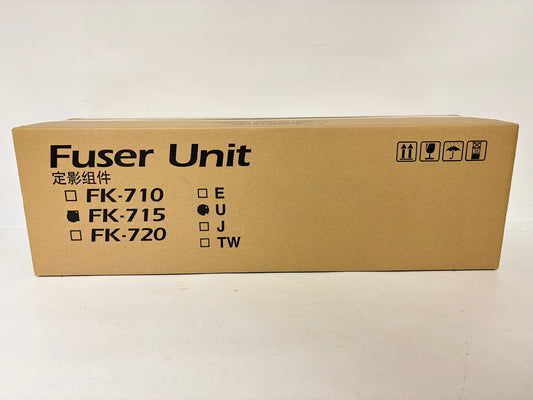 Fuser Unit
定影组件
FK-710
FK-715
FK-720
E
U
J
TW